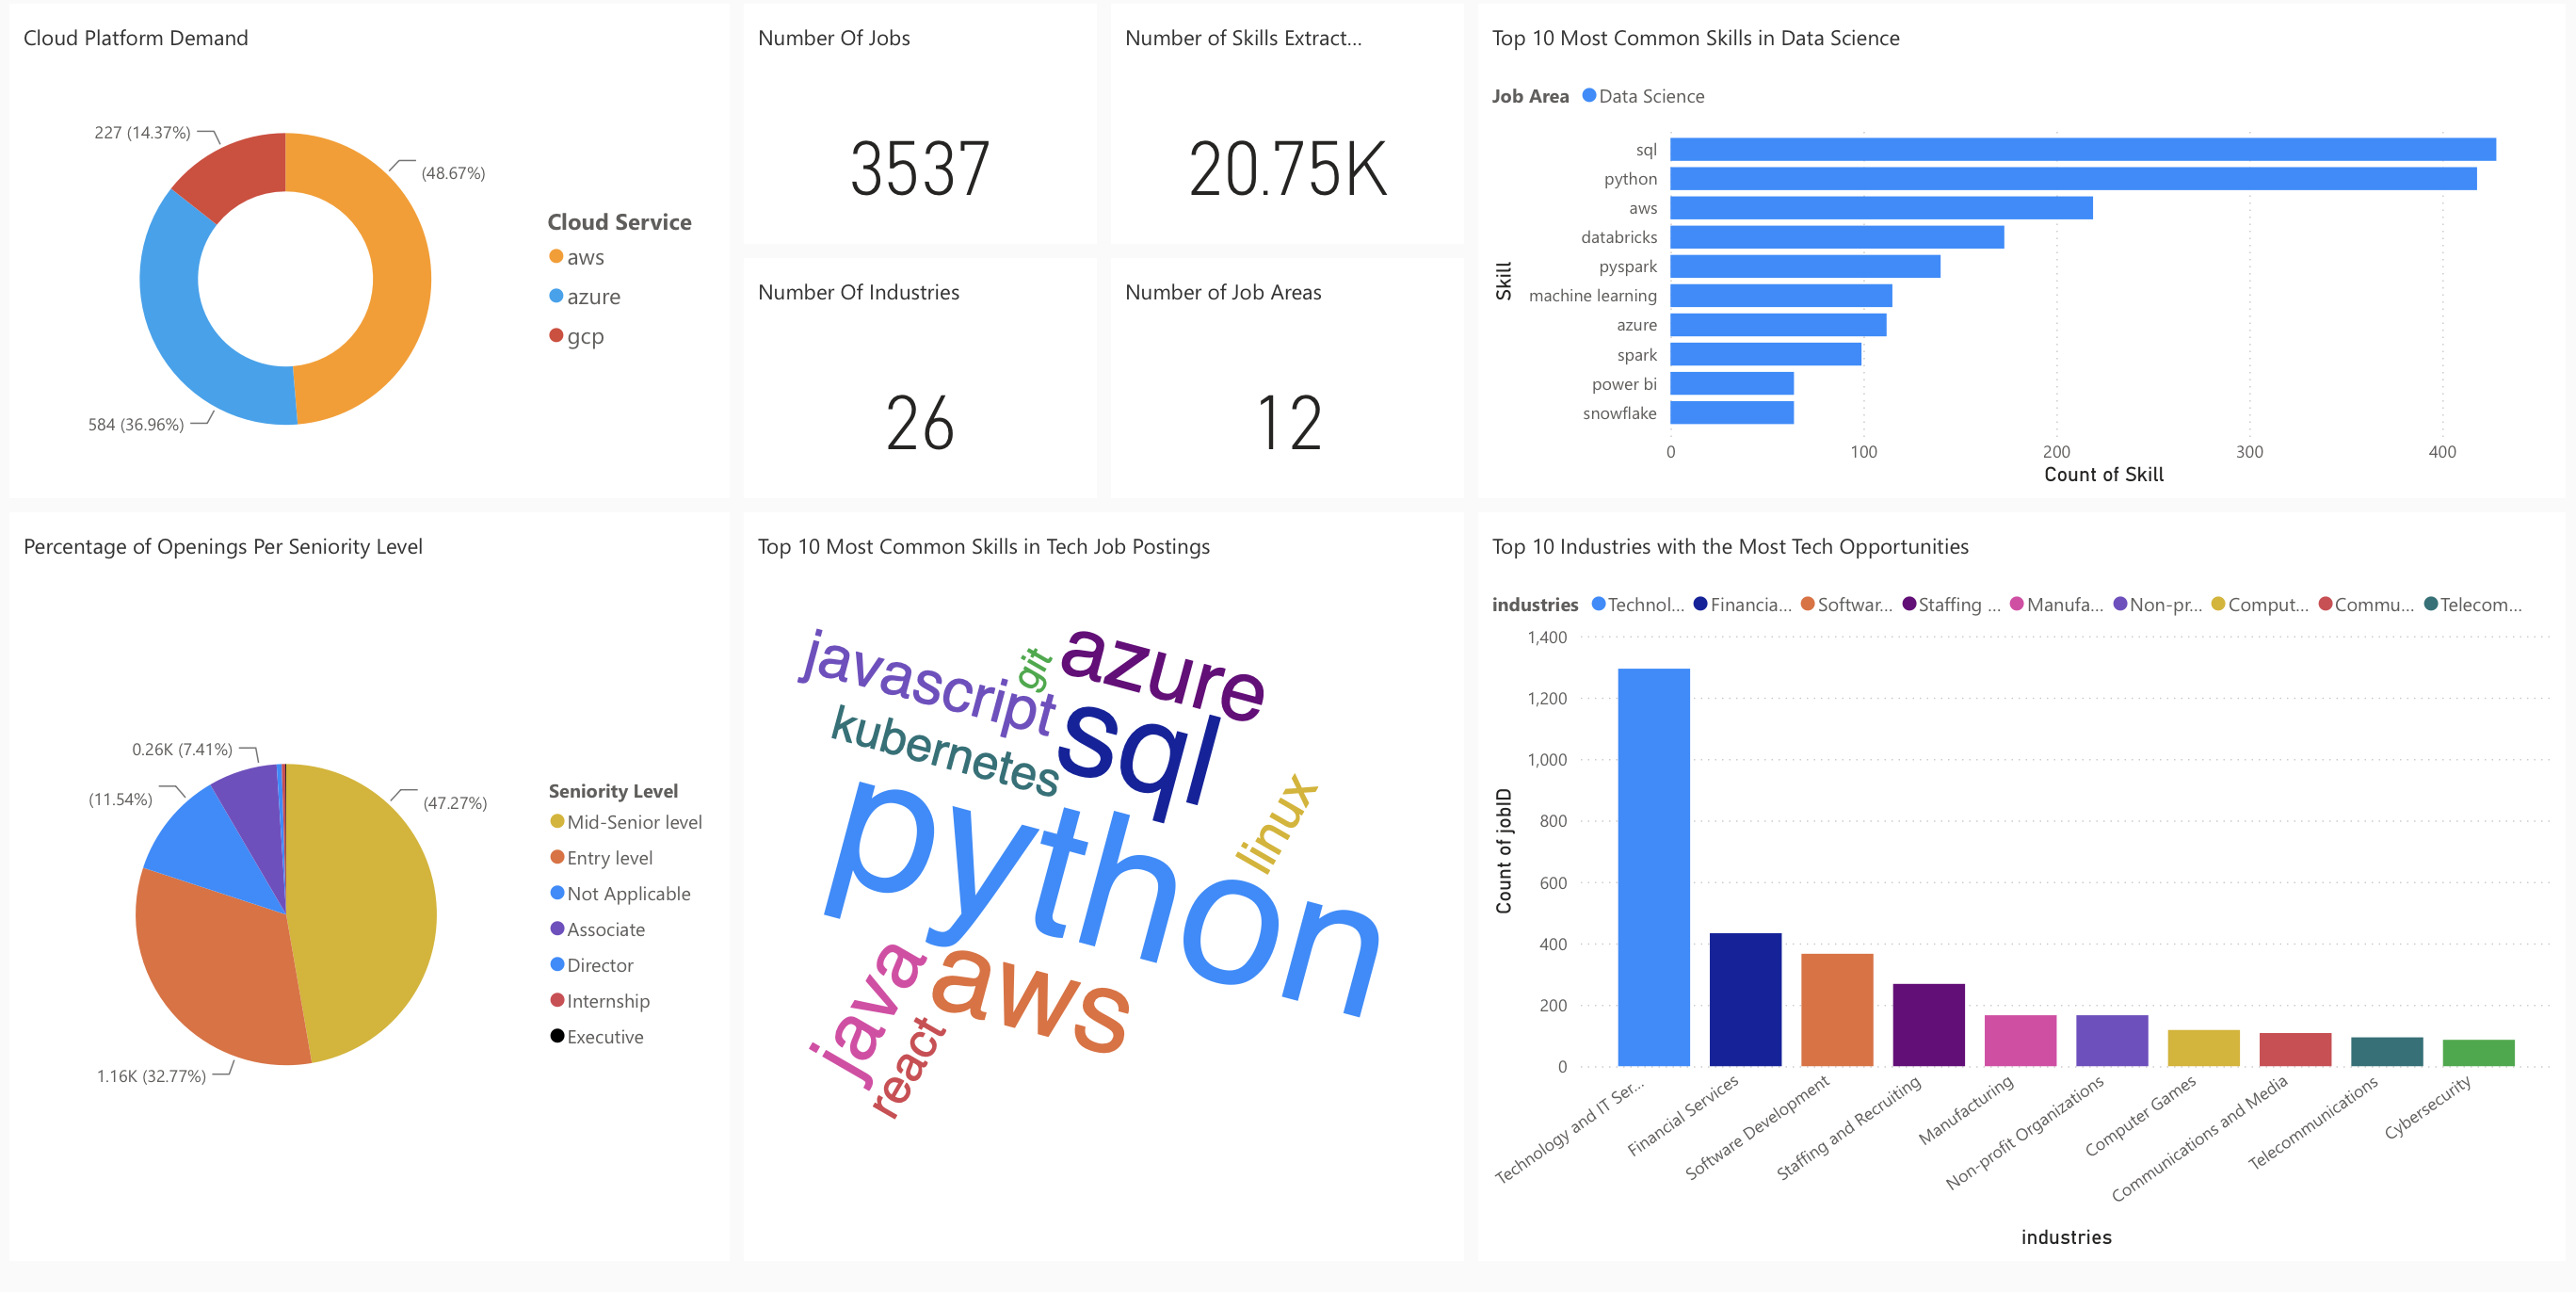 Cloud Platform Demand
227 (14.37%)
(48.67%)
584 (36.96%)
Cloud Service
aws
azure
gcp
Number Of Jobs
3537
Number of Skills Extract...
20.75K
Number Of Industries
26
Number of Job Areas
12
Top 10 Most Common Skills in Data Science
Job Area Data Science
Skill
sql
python
aws
databricks
pyspark
machine learning
azure
spark
power bi
snowflake
0 100 200 300 400
Count of Skill
Percentage of Openings Per Seniority Level
0.26K (7.41%)
(11.54%)
(47.27%)
1.16K (32.77%)
Seniority Level
Mid-Senior level
Entry level
Not Applicable
Associate
Director
Internship
Executive
Top 10 Most Common Skills in Tech Job Postings
javascript
git
azure
kubernetes
sql
linux
python
java
aws
react
Top 10 Industries with the Most Tech Opportunities
industries Technol... Financia... Softwar... Staffing ... Manufa... Non-pr... Comput... Commu... Telecom...
Count of jobID
1,400
1,200
1,000
800
600
400
200
0
Technology and IT Ser...
Financial Services
Software Development
Staffing and Recruiting
Manufacturing
Non-profit Organizations
Computer Games
Communications and Media
Telecommunications
Cybersecurity
industries